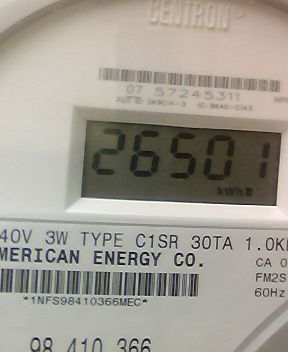 CENTRON®
07 57245311
26501
kWh
40V 3W TYPE C1SR 30TA 1.0K
MERICAN ENERGY CO.
CA 0
FM2S
60Hz
*1NFS98410366MEC*
98 410 366